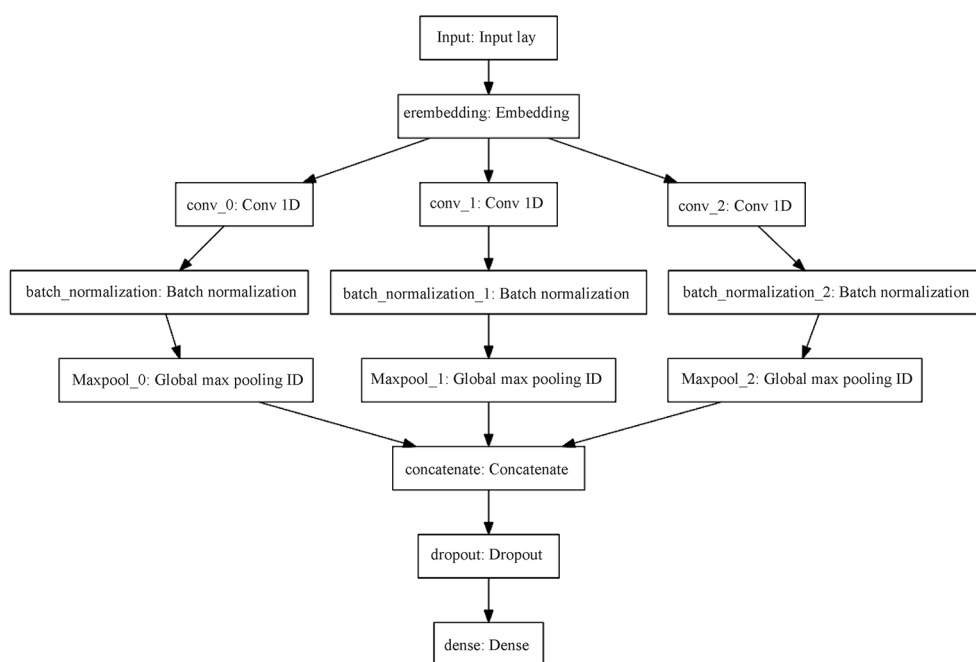 Input: Input lay
erembedding: Embedding
conv_0: Conv 1D
conv_1: Conv 1D
conv_2: Conv 1D
batch_normalization: Batch normalization
batch_normalization_1: Batch normalization
batch_normalization_2: Batch normalization
Maxpool_0: Global max pooling ID
Maxpool_1: Global max pooling ID
Maxpool_2: Global max pooling ID
concatenate: Concatenate
dropout: Dropout
dense: Dense